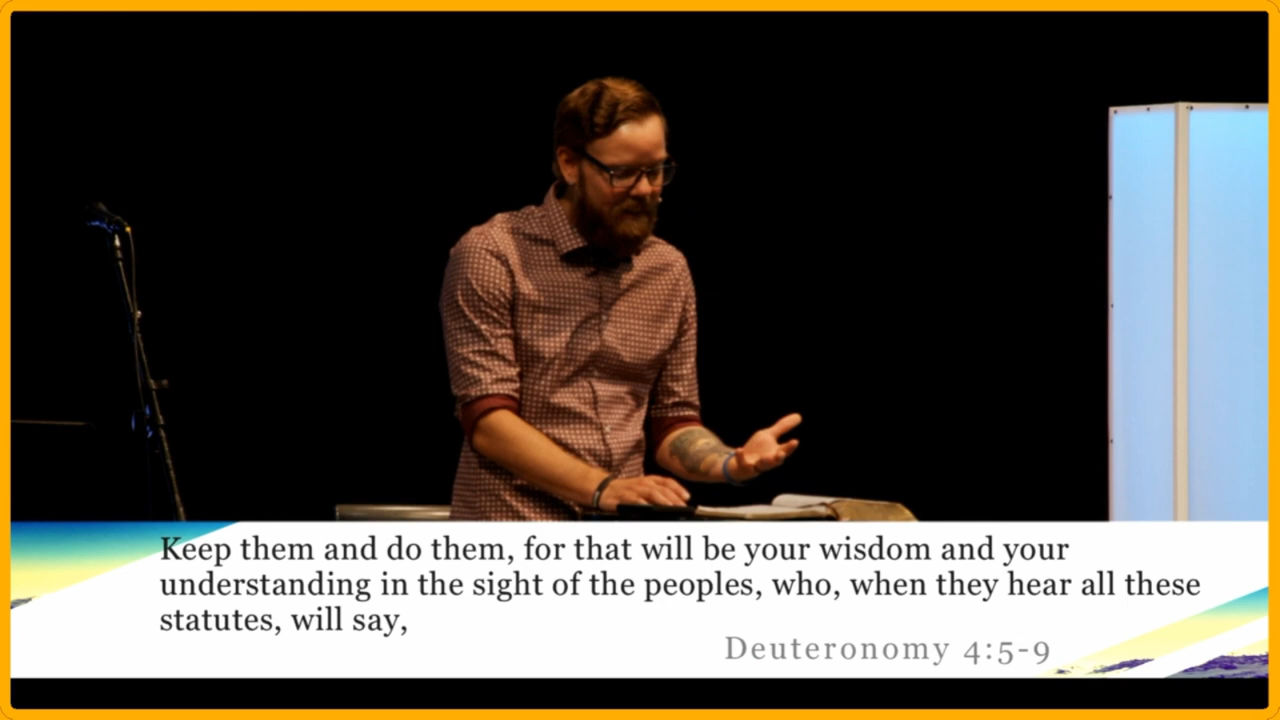 Keep them and do them, for that will be your wisdom and your
understanding in the sight of the peoples, who, when they hear all these
statutes, will say,
Deuteronomy 4:5-9